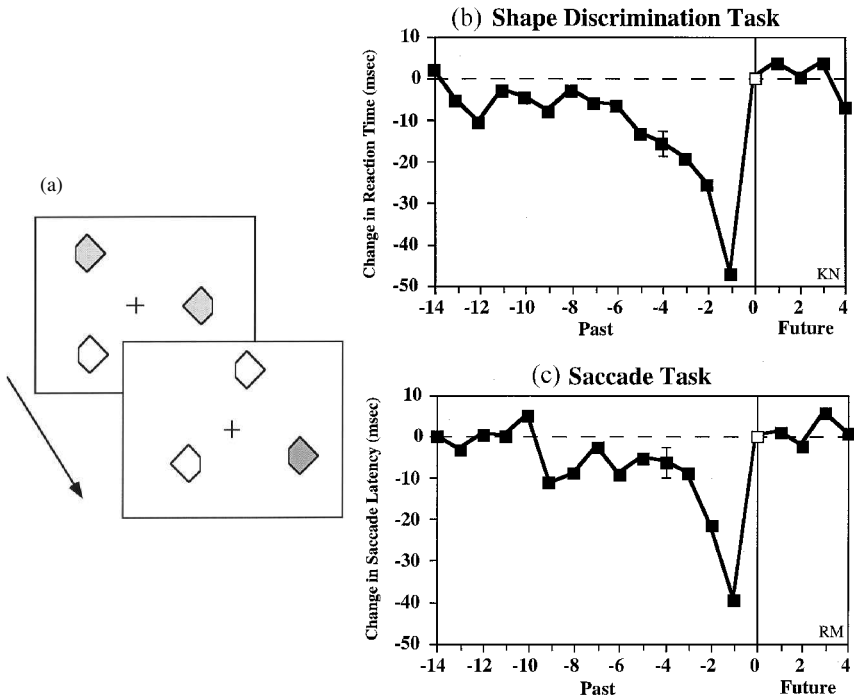 (a)
(b) Shape Discrimination Task
Change in Reaction Time (msec)
10
0
-10
-20
-30
-40
-50
KN
-14 -12 -10 -8 -6 -4 -2 0 2 4
Past Future
(c) Saccade Task
Change in Saccade Latency (msec)
10
0
-10
-20
-30
-40
-50
RM
-14 -12 -10 -8 -6 -4 -2 0 2 4
Past Future